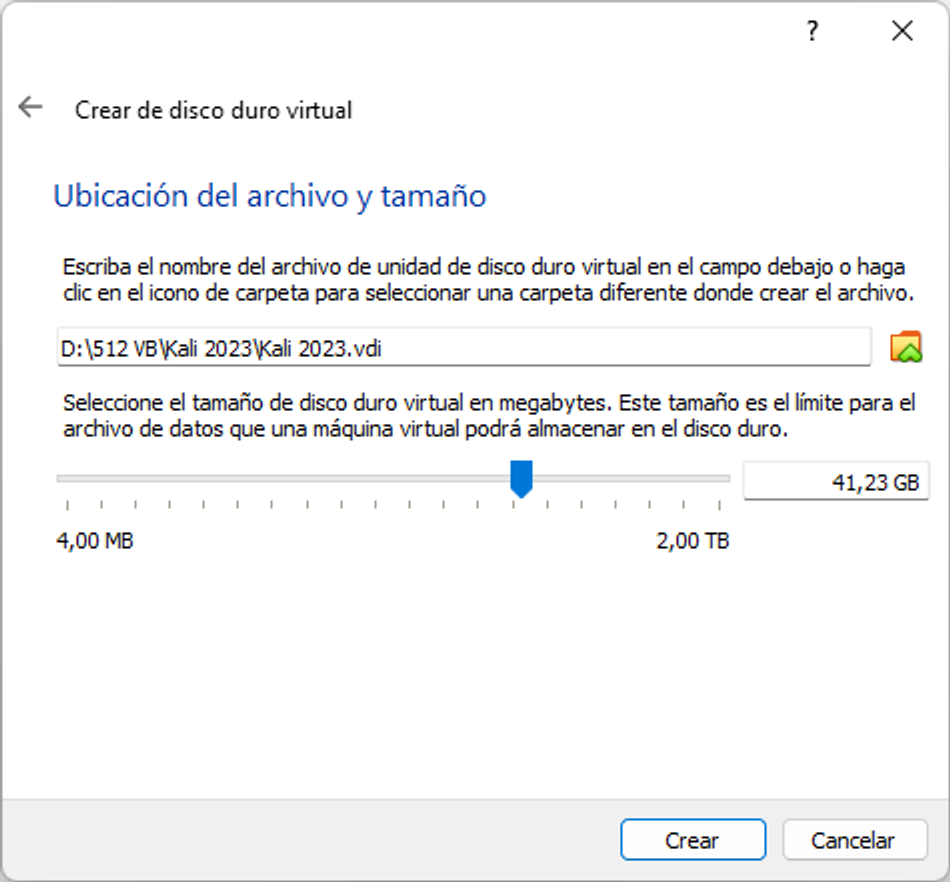 ?
Crear de disco duro virtual
Ubicación del archivo y tamaño
Escriba el nombre del archivo de unidad de disco duro virtual en el campo debajo o haga
clic en el icono de carpeta para seleccionar una carpeta diferente donde crear el archivo.
D:\512 VB\Kali 2023\Kali 2023.vdi
Seleccione el tamaño de disco duro virtual en megabytes. Este tamaño es el límite para el
archivo de datos que una máquina virtual podrá almacenar en el disco duro.
41,23 GB
4,00 MB 2,00 TB
Crear Cancelar